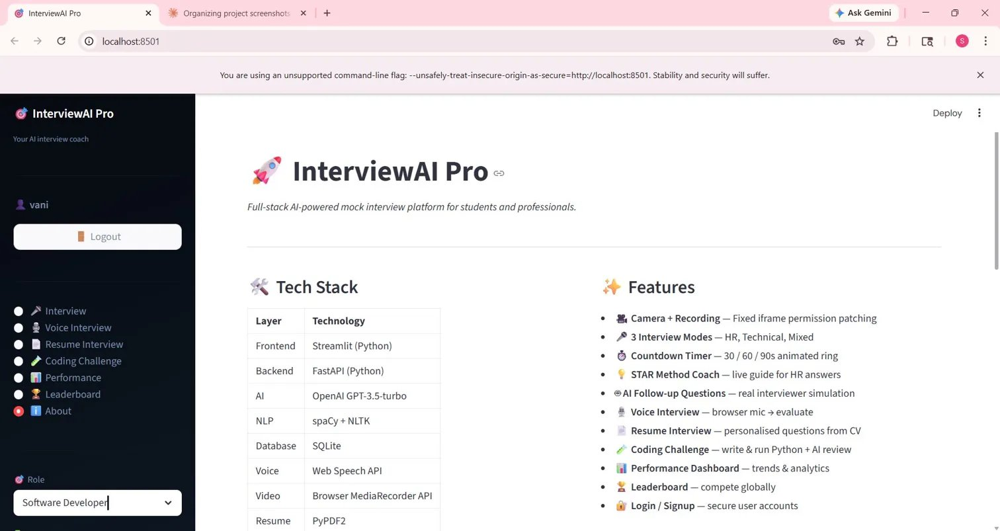 InterviewAI Pro
Organizing project screenshots
Ask Gemini
localhost:8501
S
You are using an unsupported command-line flag: --unsafely-treat-insecure-origin-as-secure=http://localhost:8501. Stability and security will suffer.
InterviewAI Pro
Your AI interview coach
vani
Logout
Interview
Voice Interview
Resume Interview
Coding Challenge
Performance
Leaderboard
About
Role
Software Developer
Deploy
InterviewAI Pro
Full-stack AI-powered mock interview platform for students and professionals.
Tech Stack
Layer Technology
Frontend Streamlit (Python)
Backend FastAPI (Python)
AI OpenAI GPT-3.5-turbo
NLP spaCy + NLTK
Database SQLite
Voice Web Speech API
Video Browser MediaRecorder API
Resume PyPDF2
Features
Camera + Recording — Fixed iframe permission patching
3 Interview Modes — HR, Technical, Mixed
Countdown Timer — 30 / 60 / 90s animated ring
STAR Method Coach — live guide for HR answers
AI Follow-up Questions — real interviewer simulation
Voice Interview — browser mic → evaluate
Resume Interview — personalised questions from CV
Coding Challenge — write & run Python + AI review
Performance Dashboard — trends & analytics
Leaderboard — compete globally
Login / Signup — secure user accounts